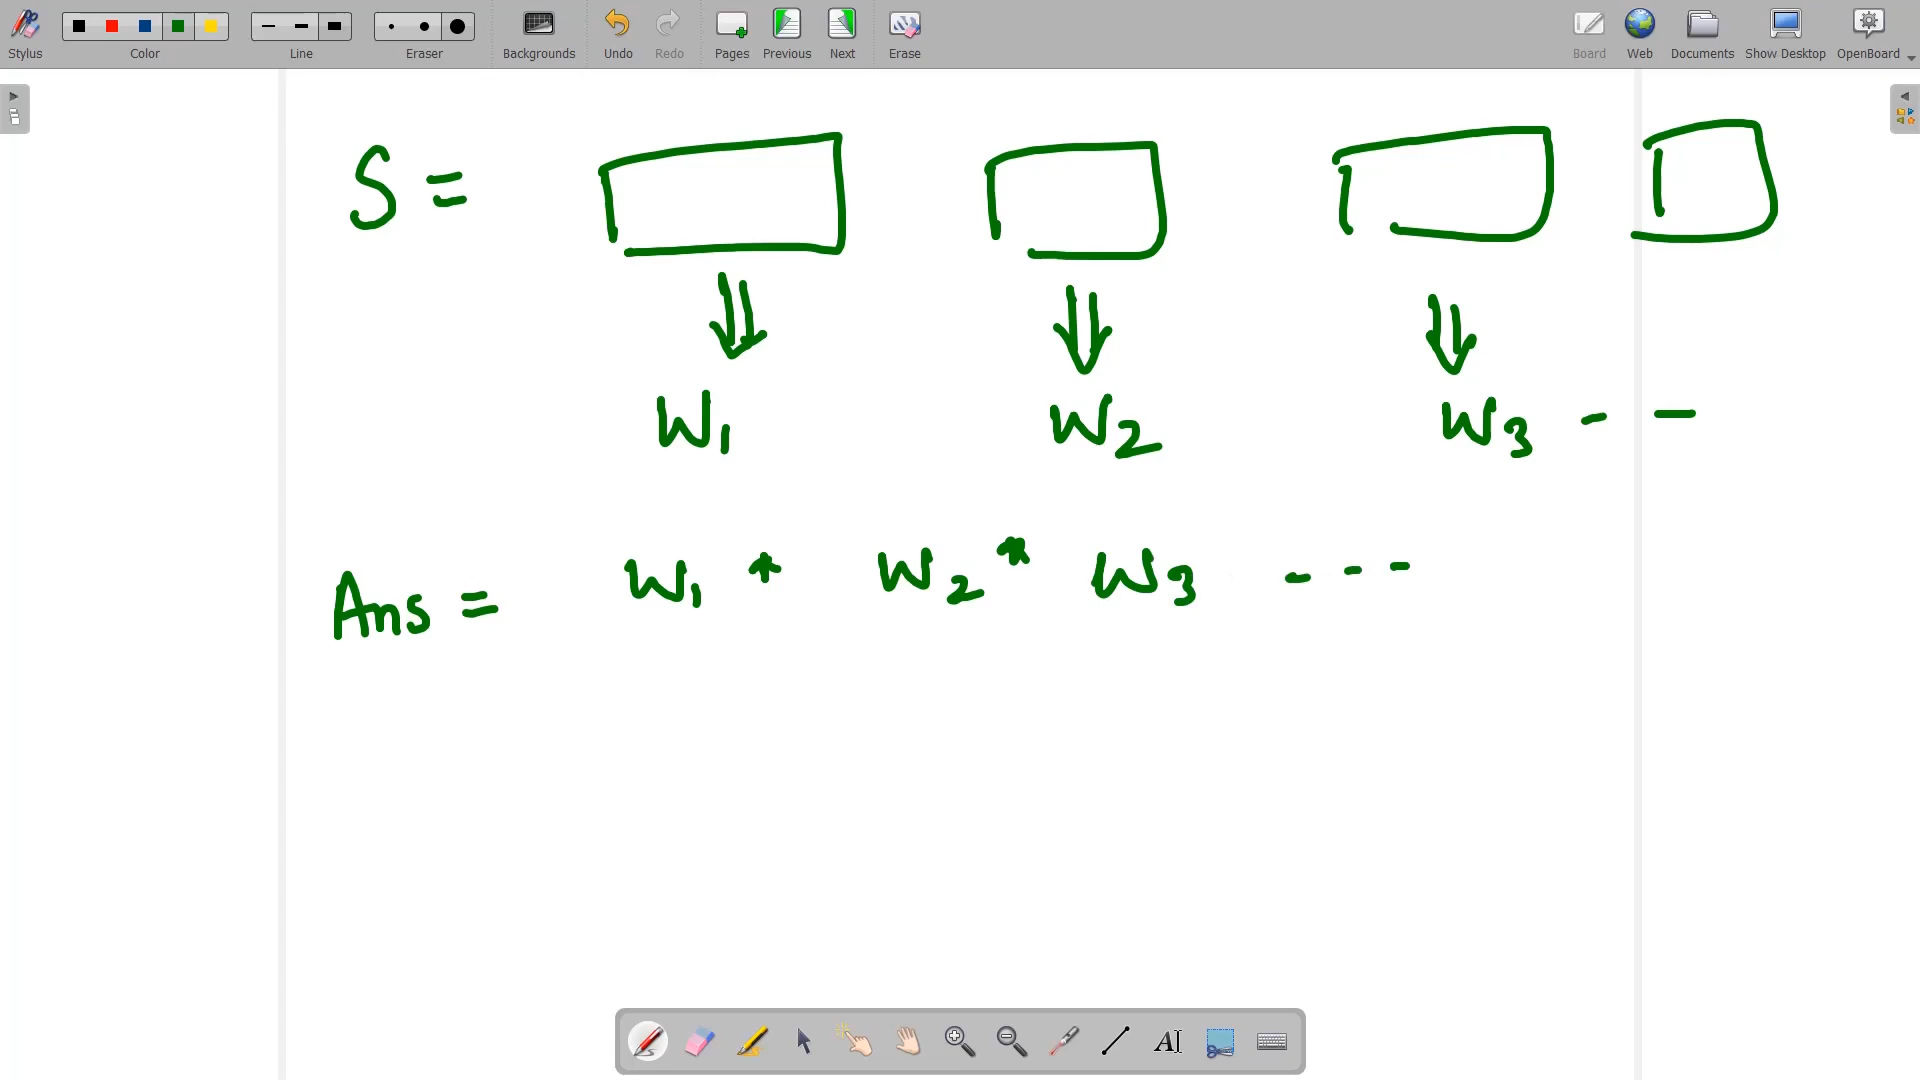 Stylus Color Line Eraser Backgrounds Undo Redo Pages Previous Next Erase Board Web Documents Show Desktop OpenBoard
S =
W1 W2 W3 - -
Ans = W1 * W2 * W3 - - -
AI